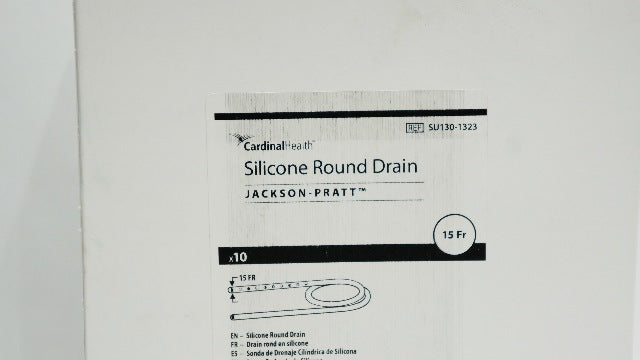 REF SU130-1323
CardinalHealth™
Silicone Round Drain
JACKSON-PRATT™
15 Fr
x10
15 FR
EN – Silicone Round Drain
FR – Drain rond en silicone
ES – Sonda de Drenaje Cilíndrica de Silicona